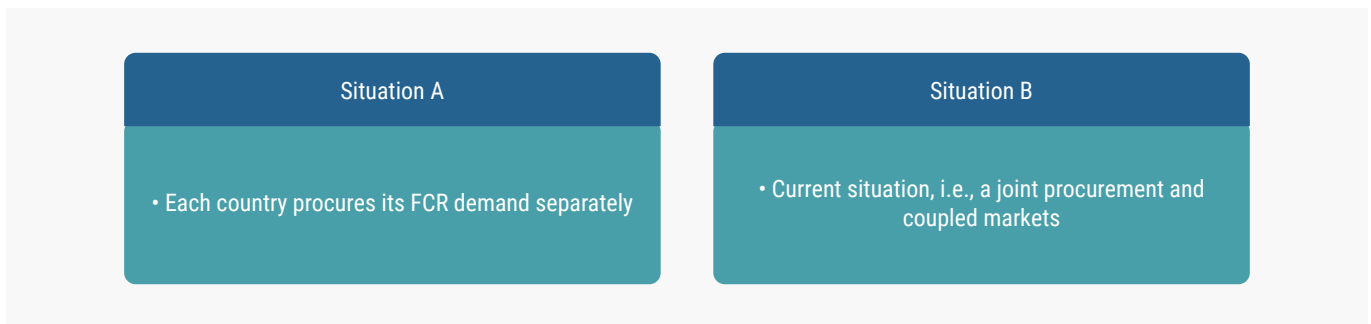 Situation A
• Each country procures its FCR demand separately
Situation B
• Current situation, i.e., a joint procurement and
coupled markets